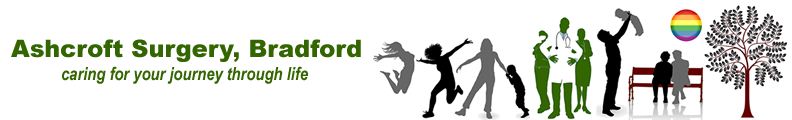 Ashcroft Surgery, Bradford
caring for your journey through life